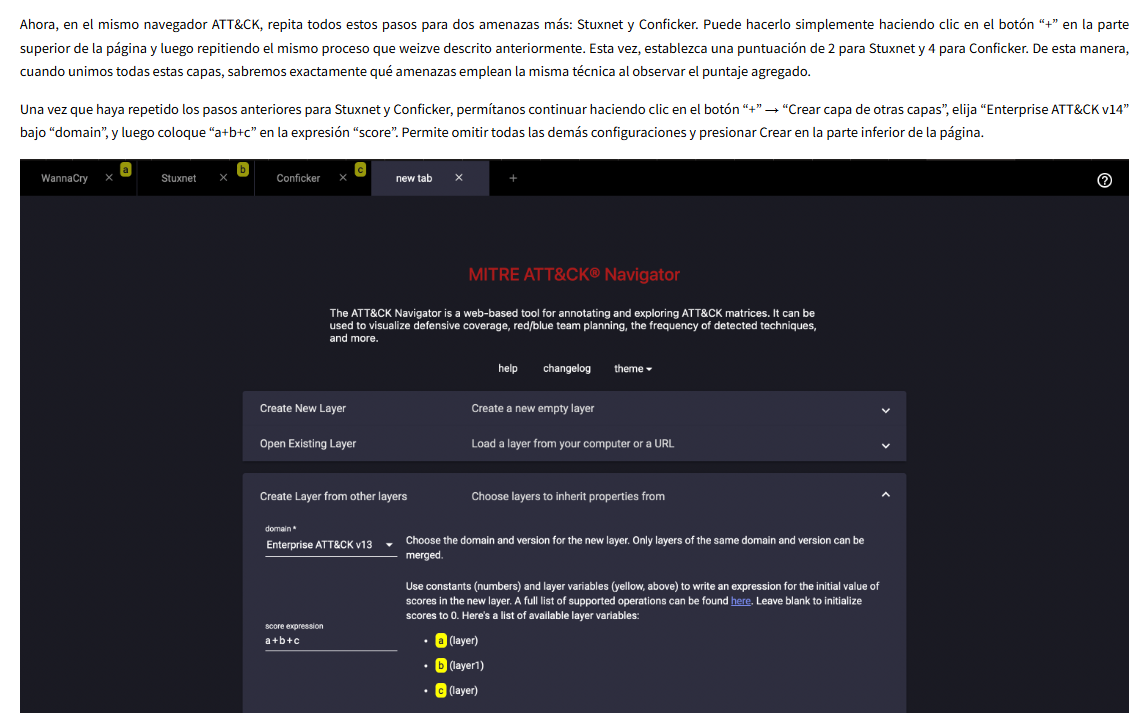 Ahora, en el mismo navegador ATT&CK, repita todos estos pasos para dos amenazas más: Stuxnet y Conficker. Puede hacerlo simplemente haciendo clic en el botón “+” en la parte
superior de la página y luego repitiendo el mismo proceso que weizve descrito anteriormente. Esta vez, establezca una puntuación de 2 para Stuxnet y 4 para Conficker. De esta manera,
cuando unimos todas estas capas, sabremos exactamente qué amenazas emplean la misma técnica al observar el puntaje agregado.
Una vez que haya repetido los pasos anteriores para Stuxnet y Conficker, permítanos continuar haciendo clic en el botón “+” → “Crear capa de otras capas”, elija “Enterprise ATT&CK v14”
bajo “domain”, y luego coloque “a+b+c” en la expresión “score”. Permite omitir todas las demás configuraciones y presionar Crear en la parte inferior de la página.
WannaCry × a Stuxnet × b Conficker × c new tab × + ?
MITRE ATT&CK® Navigator
The ATT&CK Navigator is a web-based tool for annotating and exploring ATT&CK matrices. It can be
used to visualize defensive coverage, red/blue team planning, the frequency of detected techniques,
and more.
help changelog theme
Create New Layer Create a new empty layer
Open Existing Layer Load a layer from your computer or a URL
Create Layer from other layers Choose layers to inherit properties from
domain *
Enterprise ATT&CK v13
Choose the domain and version for the new layer. Only layers of the same domain and version can be
merged.
Use constants (numbers) and layer variables (yellow, above) to write an expression for the initial value of
scores in the new layer. A full list of supported operations can be found here. Leave blank to initialize
scores to 0. Here's a list of available layer variables:
score expression
a+b+c
• a (layer)
• b (layer1)
• c (layer)